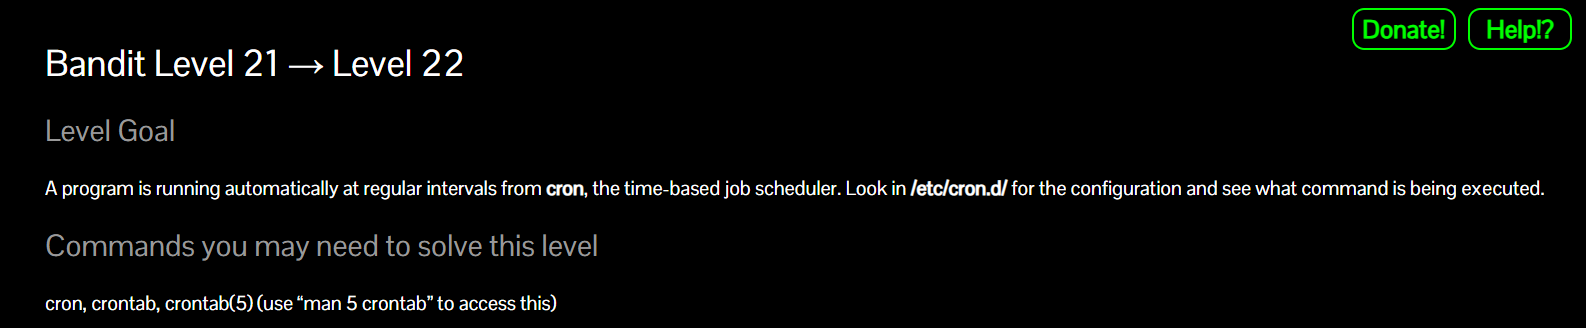 Donate! Help!?
Bandit Level 21 → Level 22
Level Goal
A program is running automatically at regular intervals from cron, the time-based job scheduler. Look in /etc/cron.d/ for the configuration and see what command is being executed.
Commands you may need to solve this level
cron, crontab, crontab(5) (use “man 5 crontab” to access this)